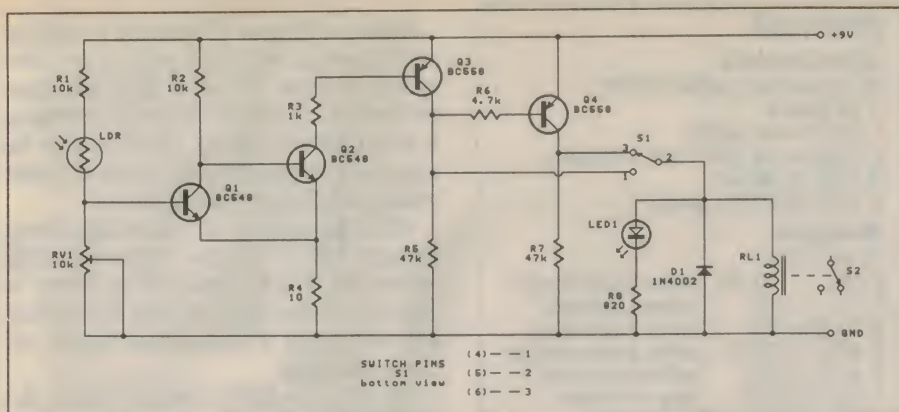 +9V
R1
10k
R2
10k
Q3
BC558
R3
1k
R6
4.7k
Q4
BC558
LDR
Q2
BC548
S1
3
2
1
Q1
BC548
LED1
RV1
10k
R4
10
R5
47k
R7
47k
R8
820
D1
1N4002
RL1
S2
GND
SWITCH PINS
S1
bottom view
(4) — — 1
(5) — — 2
(6) — — 3